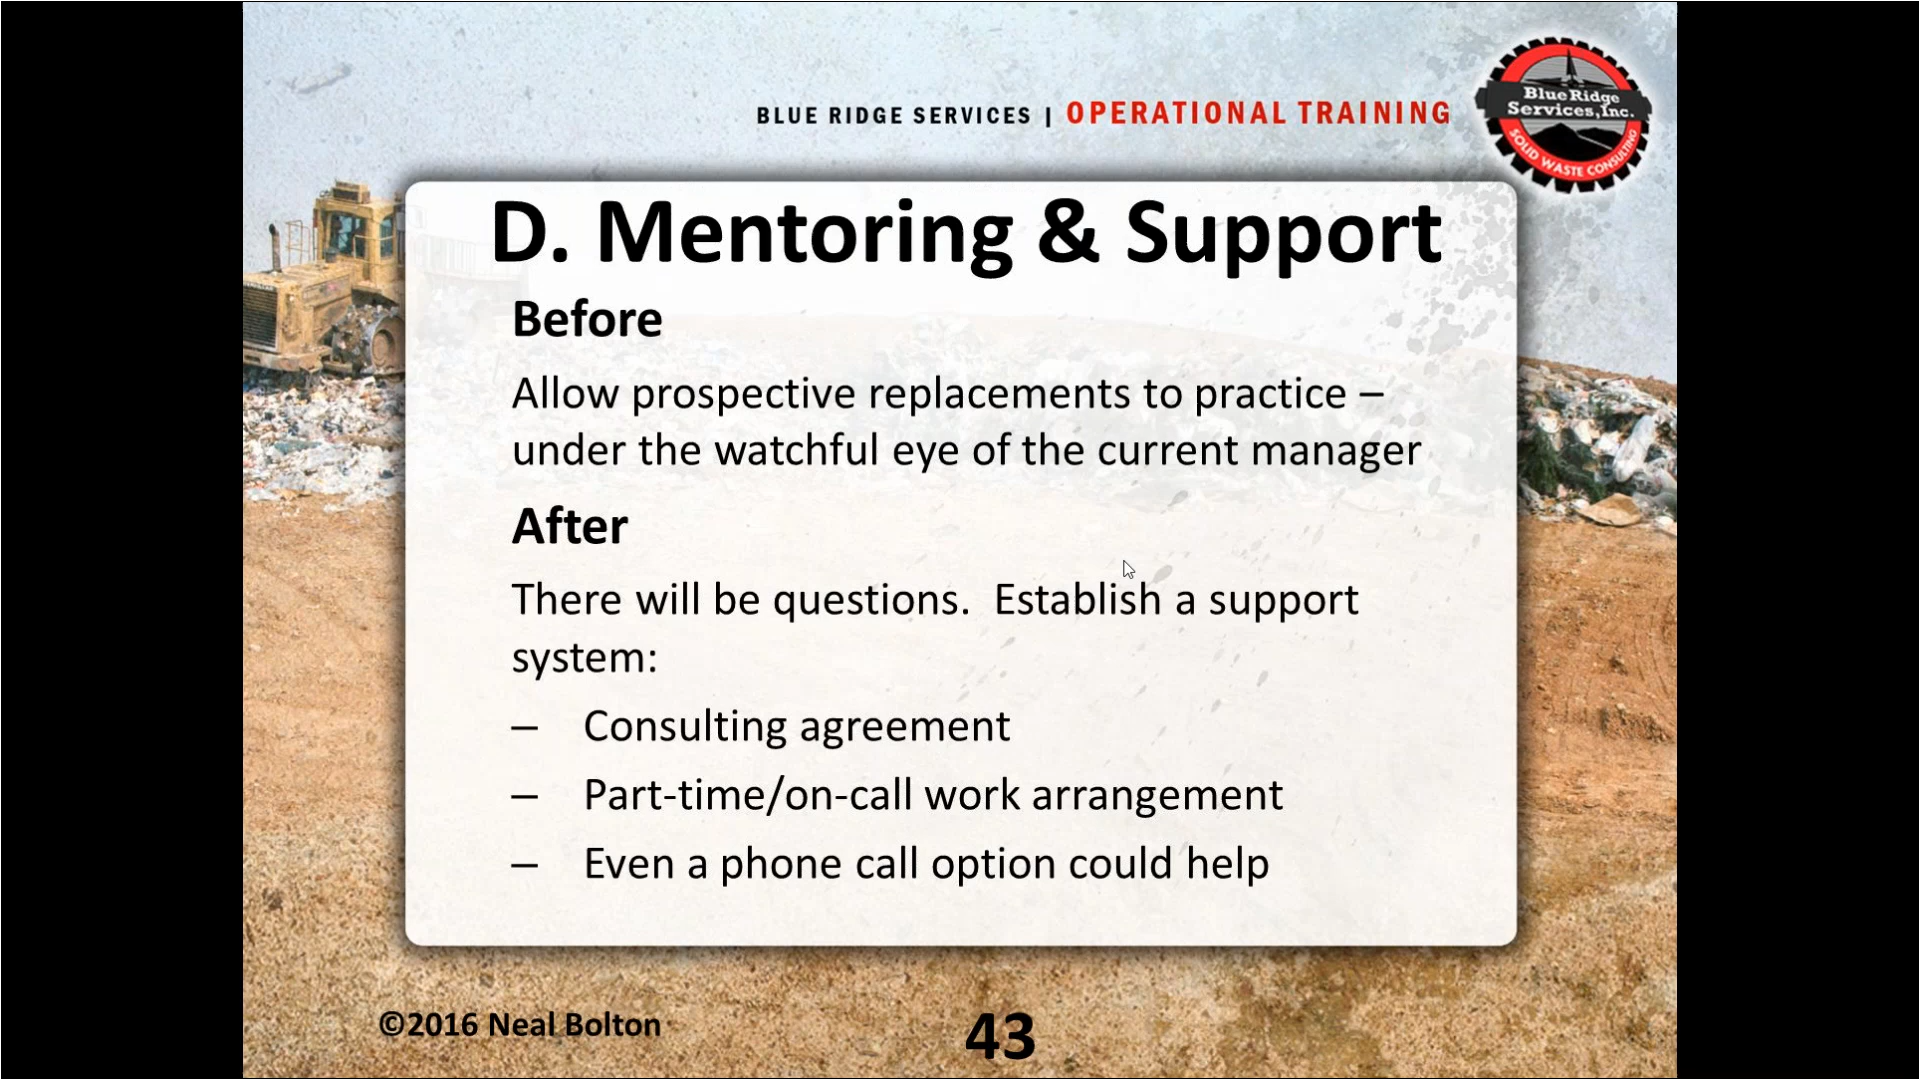 BLUE RIDGE SERVICES | OPERATIONAL TRAINING
Blue Ridge
Services, Inc.
SOLID WASTE CONSULTING
D. Mentoring & Support
Before
Allow prospective replacements to practice –
under the watchful eye of the current manager
After
There will be questions.  Establish a support
system:
– Consulting agreement
– Part-time/on-call work arrangement
– Even a phone call option could help
©2016 Neal Bolton
43